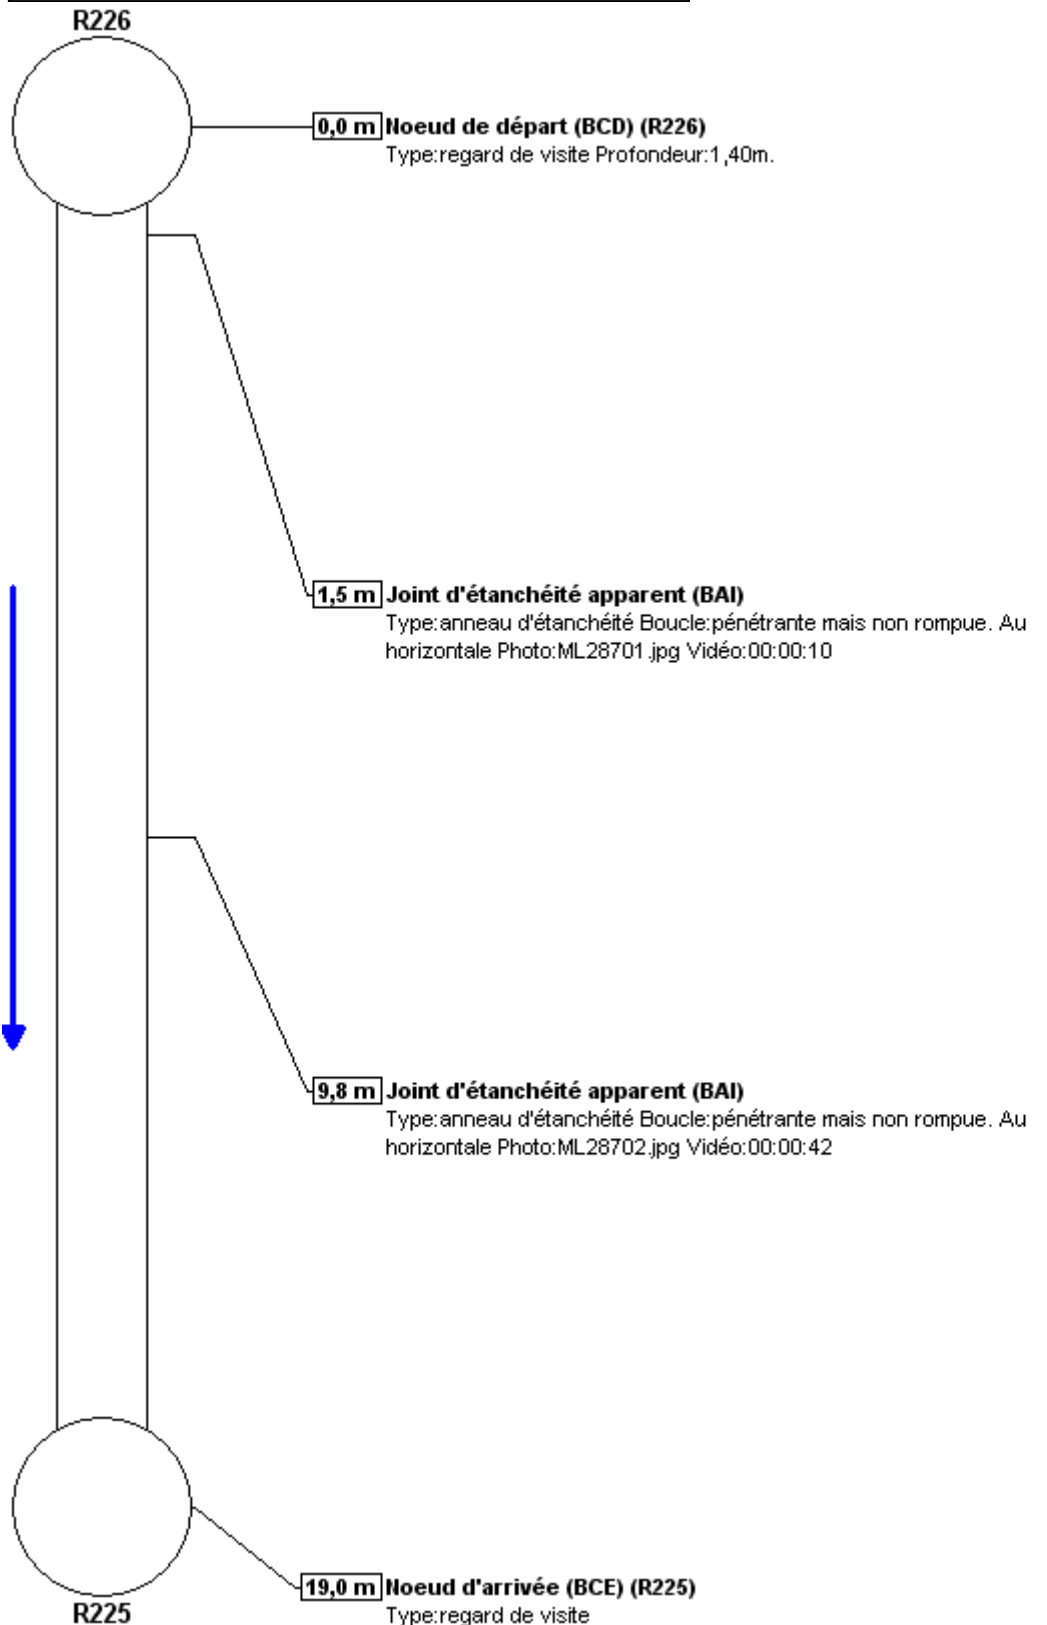 R226
0,0 m Noeud de départ (BCD) (R226)
Type:regard de visite Profondeur:1,40m.
1,5 m Joint d'étanchéité apparent (BAI)
Type:anneau d'étanchéité Boucle:pénétrante mais non rompue. Au
horizontale Photo:ML28701.jpg Vidéo:00:00:10
9,8 m Joint d'étanchéité apparent (BAI)
Type:anneau d'étanchéité Boucle:pénétrante mais non rompue. Au
horizontale Photo:ML28702.jpg Vidéo:00:00:42
19,0 m Noeud d'arrivée (BCE) (R225)
R225
Type:regard de visite